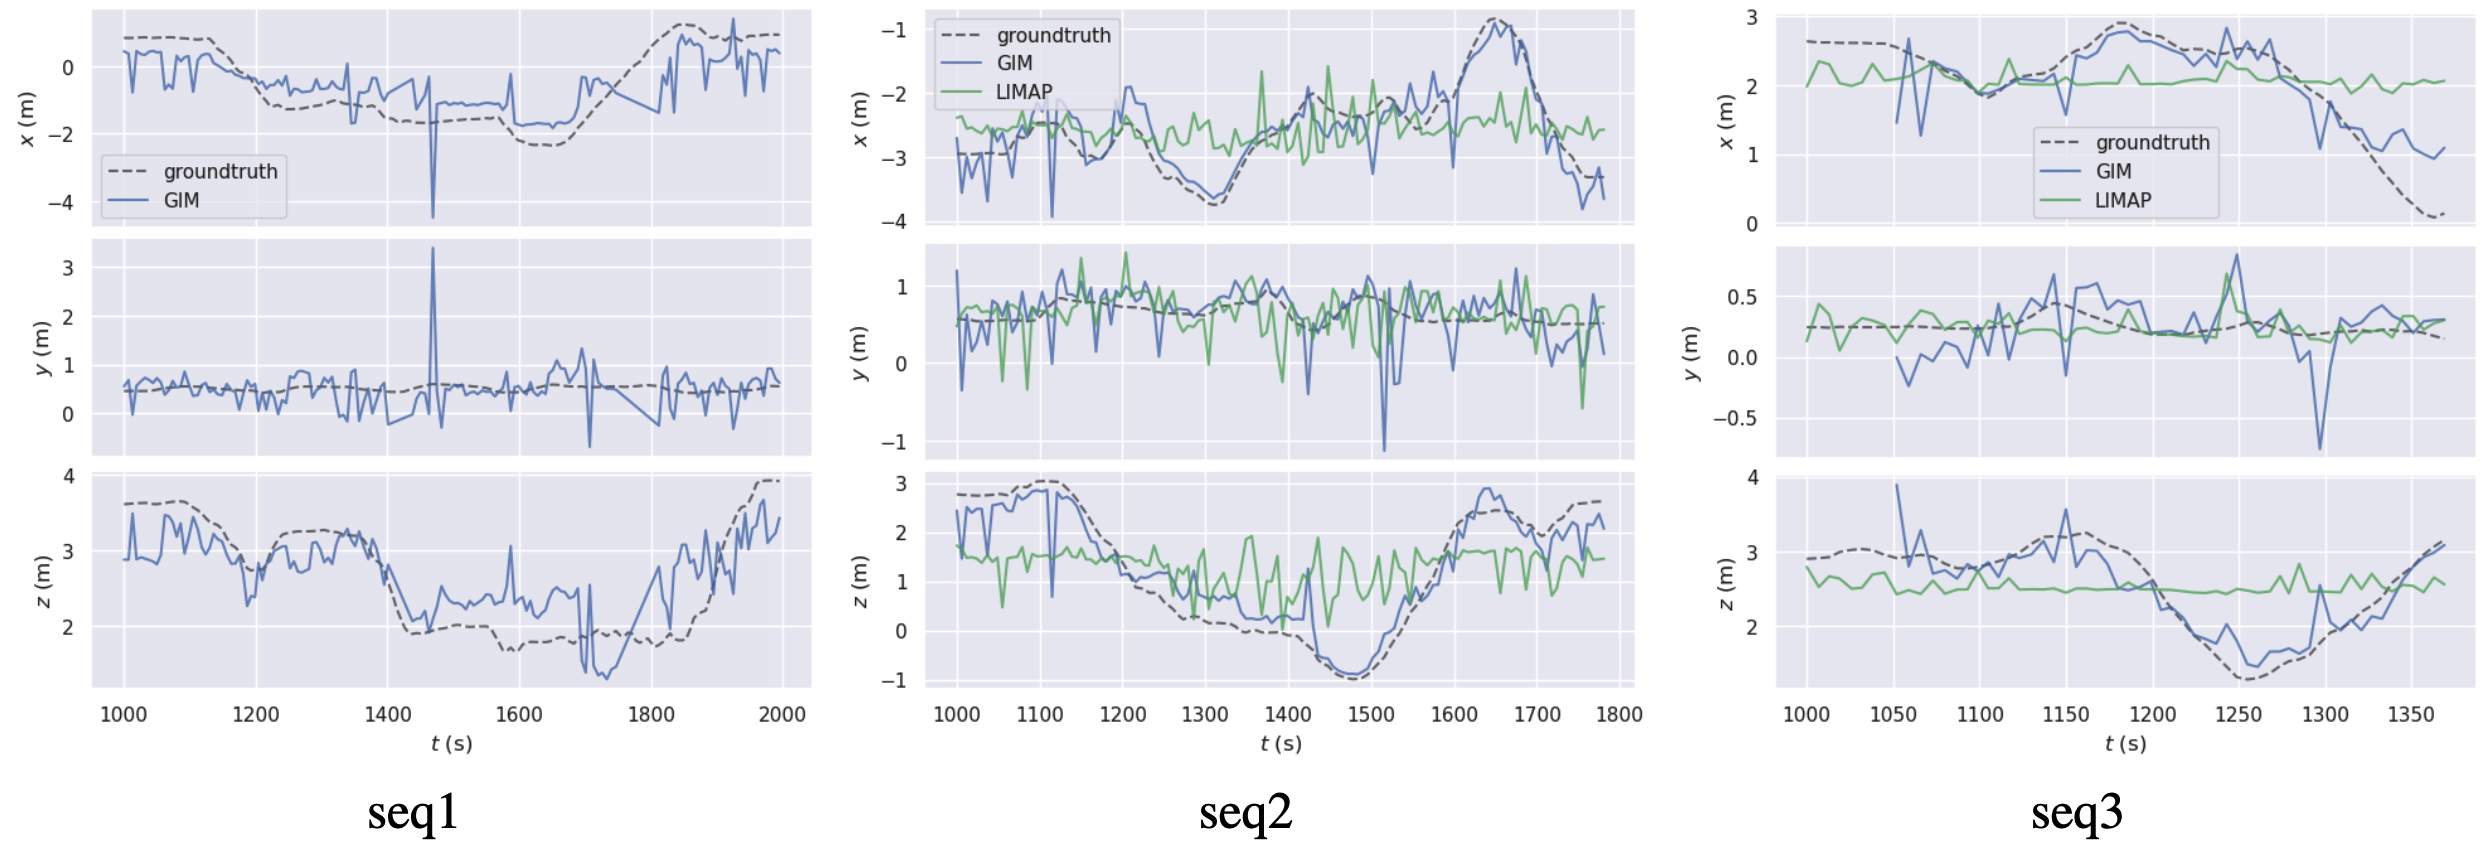 x (m)
0
−2
−4
groundtruth
GIM
y (m)
3
2
1
0
z (m)
4
3
2
1000 1200 1400 1600 1800 2000
t (s)
seq1
x (m)
−1
−2
−3
−4
groundtruth
GIM
LIMAP
y (m)
1
0
−1
z (m)
3
2
1
0
−1
1000 1100 1200 1300 1400 1500 1600 1700 1800
t (s)
seq2
x (m)
3
2
1
0
groundtruth
GIM
LIMAP
y (m)
0.5
0.0
−0.5
z (m)
4
3
2
1000 1050 1100 1150 1200 1250 1300 1350
t (s)
seq3